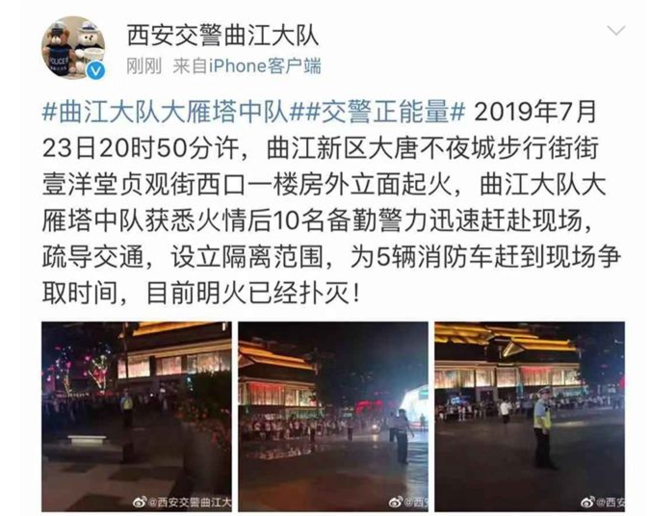 西安交警曲江大队
刚刚 来自iPhone客户端
#曲江大队大雁塔中队##交警正能量# 2019年7月
23日20时50分许，曲江新区大唐不夜城步行街街
壹洋堂贞观街西口一楼房外立面起火，曲江大队大
雁塔中队获悉火情后10名备勤警力迅速赶赴现场，
疏导交通，设立隔离范围，为5辆消防车赶到现场争
取时间，目前明火已经扑灭！
@西安交警曲江大
@西安交警曲江大
@西安